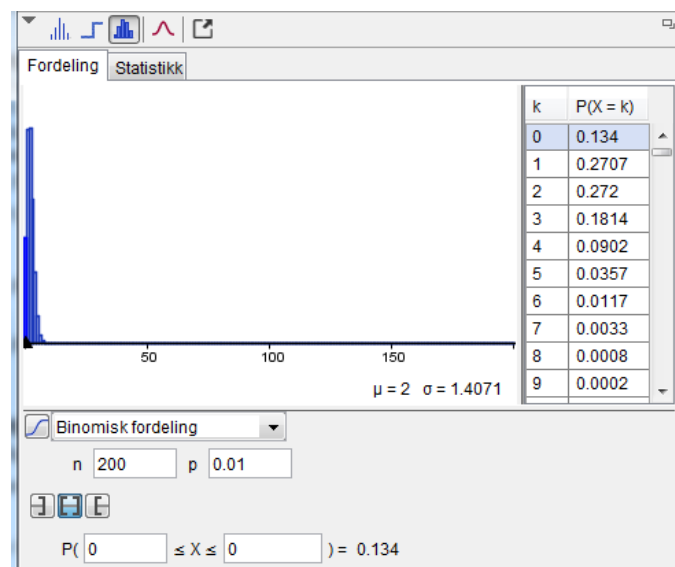 Fordeling Statistikk
k P(X = k)
0 0.134
1 0.2707
2 0.272
3 0.1814
4 0.0902
5 0.0357
6 0.0117
7 0.0033
8 0.0008
9 0.0002
50 100 150
μ = 2 σ = 1.4071
Binomisk fordeling
n 200 p 0.01
P( 0 ≤ X ≤ 0 ) = 0.134